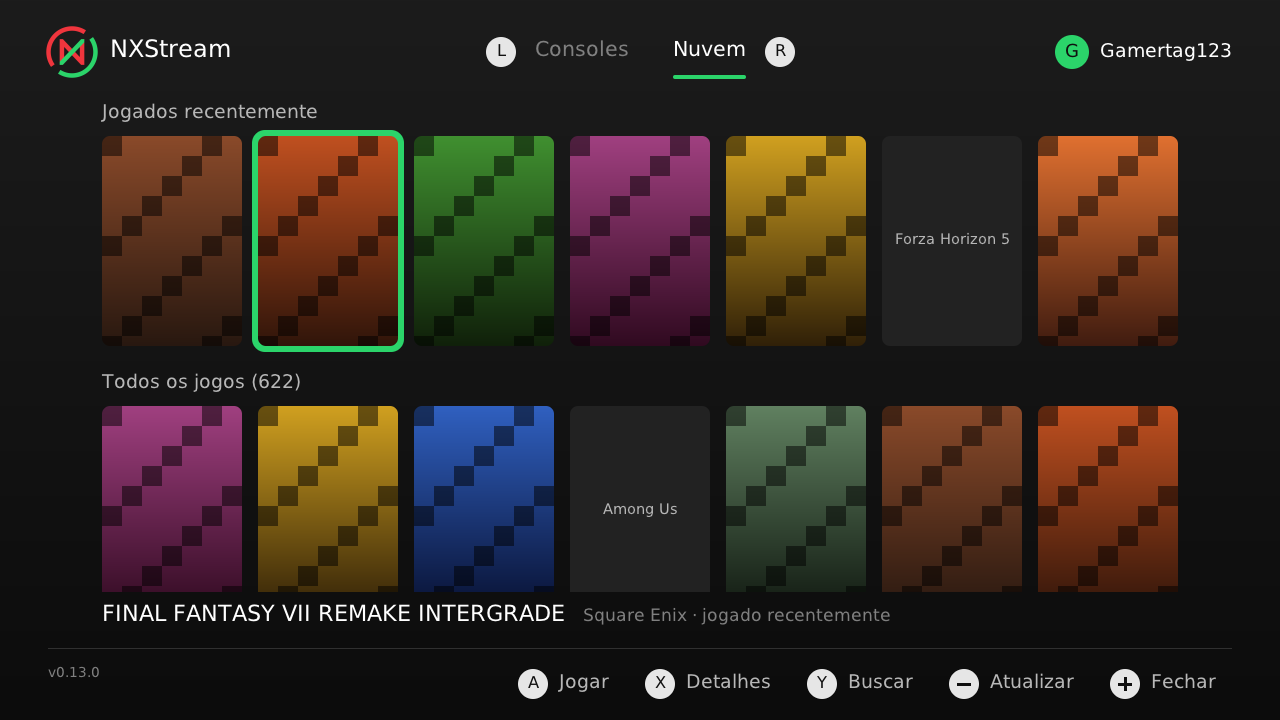 NXStream
L Consoles Nuvem R
G Gamertag123
Jogados recentemente
Forza Horizon 5
Todos os jogos (622)
Among Us
FINAL FANTASY VII REMAKE INTERGRADE Square Enix · jogado recentemente
v0.13.0
A Jogar X Detalhes Y Buscar − Atualizar + Fechar